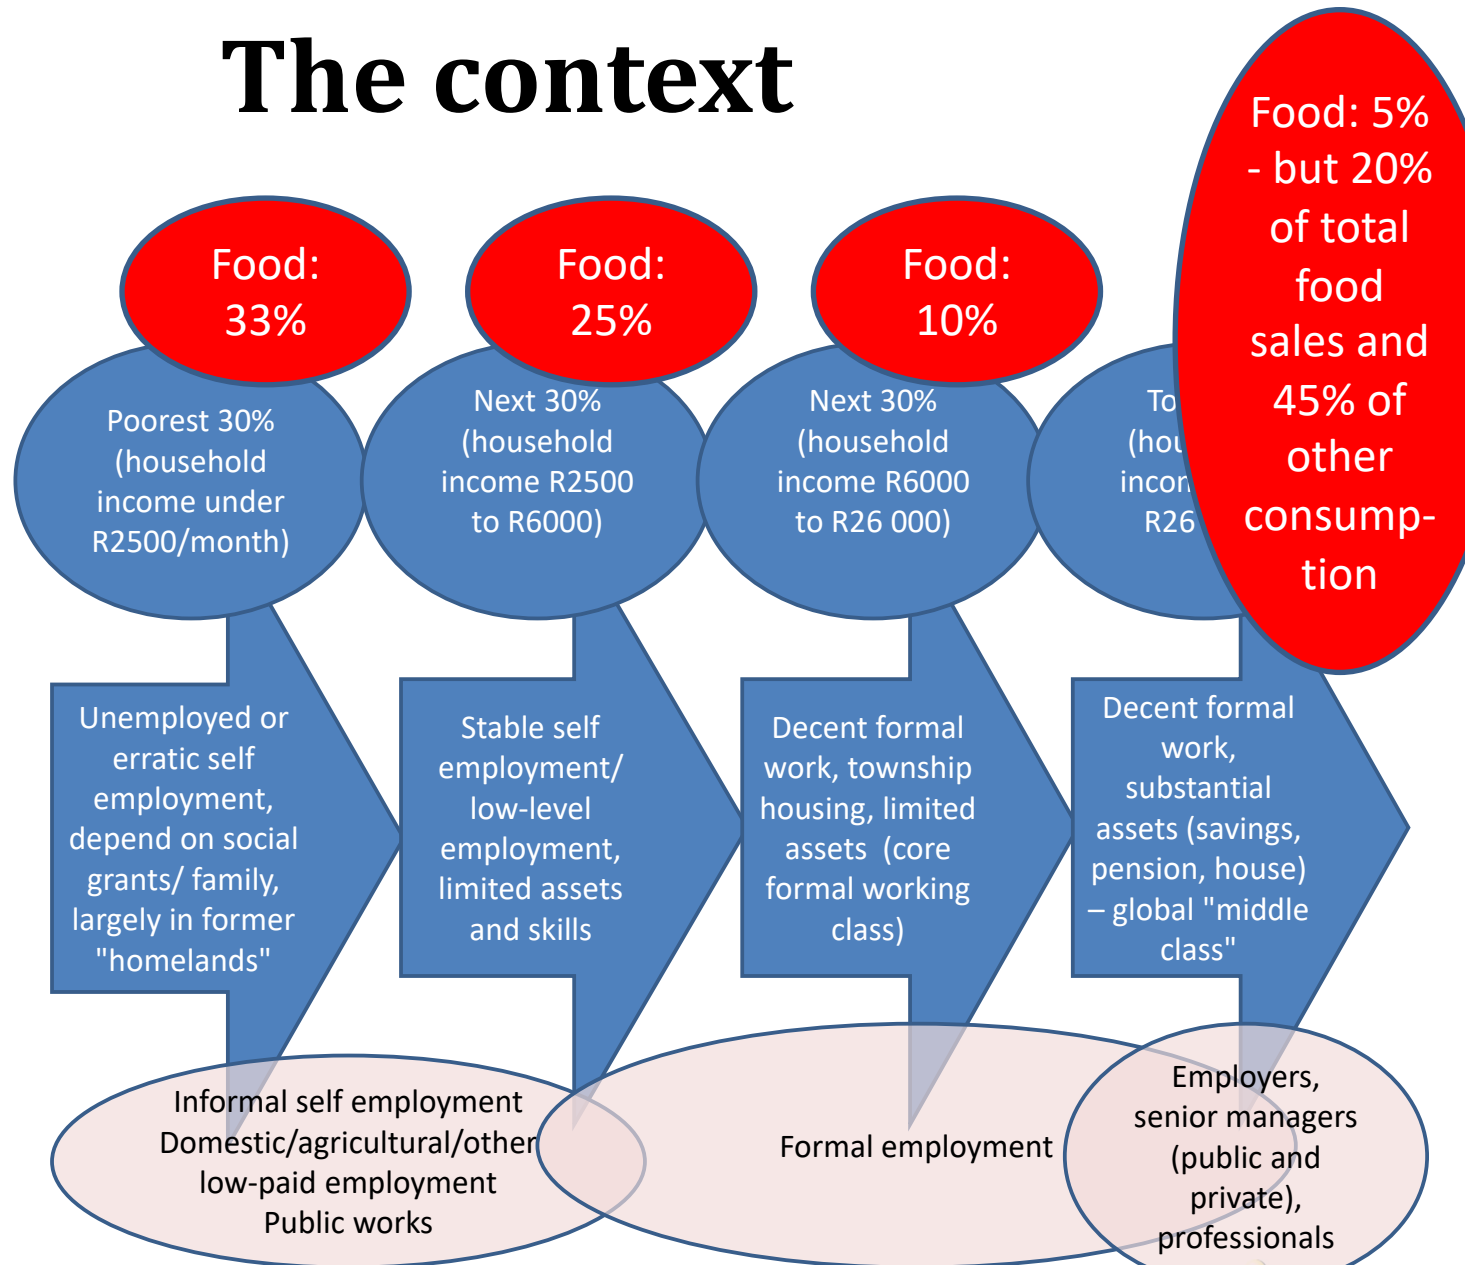 The context
Food:
33%
Food:
25%
Food:
10%
Food: 5%
- but 20%
of total
food
sales and
45% of
other
consump-
tion
Poorest 30%
(household
income under
R2500/month)
Next 30%
(household
income R2500
to R6000)
Next 30%
(household
income R6000
to R26 000)
R26
Unemployed or
erratic self
employment,
depend on social
grants/ family,
largely in former
"homelands"
Stable self
employment/
low-level
employment,
limited assets
and skills
Decent formal
work, township
housing, limited
assets (core
formal working
class)
Decent formal
work,
substantial
assets (savings,
pension, house)
– global "middle
class"
Informal self employment
Domestic/agricultural/other
low-paid employment
Public works
Formal employment
Employers,
senior managers
(public and
private),
professionals